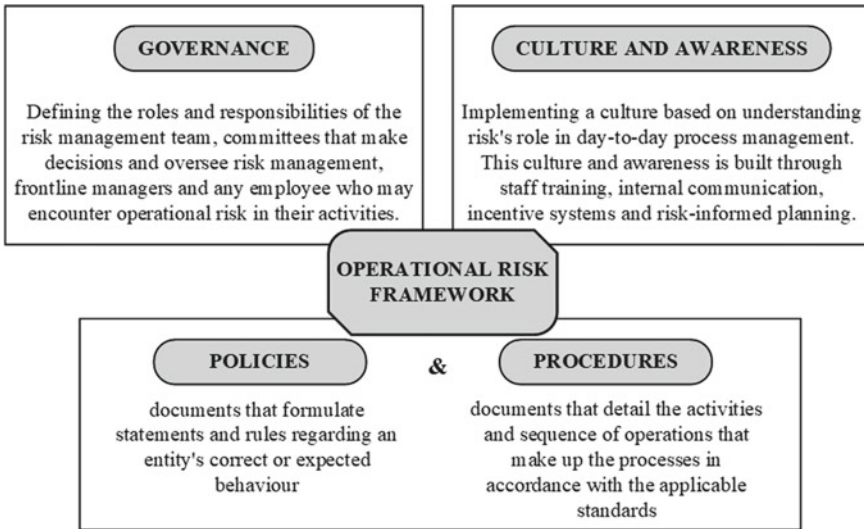 GOVERNANCE
Defining the roles and responsibilities of the
risk management team, committees that make
decisions and oversee risk management,
frontline managers and any employee who may
encounter operational risk in their activities.
CULTURE AND AWARENESS
Implementing a culture based on understanding
risk's role in day-to-day process management.
This culture and awareness is built through
staff training, internal communication,
incentive systems and risk-informed planning.
OPERATIONAL RISK
FRAMEWORK
POLICIES
documents that formulate
statements and rules regarding an
entity's correct or expected
behaviour
&
PROCEDURES
documents that detail the activities
and sequence of operations that
make up the processes in
accordance with the applicable
standards